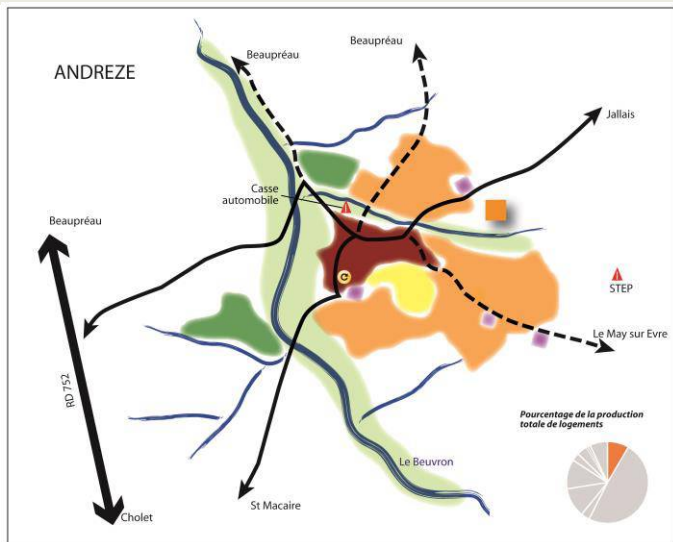 ANDREZE
Beaupréau
Beaupréau
Jallais
Casse
automobile
Beaupréau
STEP
Le May sur Evre
RD 752
Pourcentage de la production
totale de logements
Le Beuvron
St Macaire
Cholet